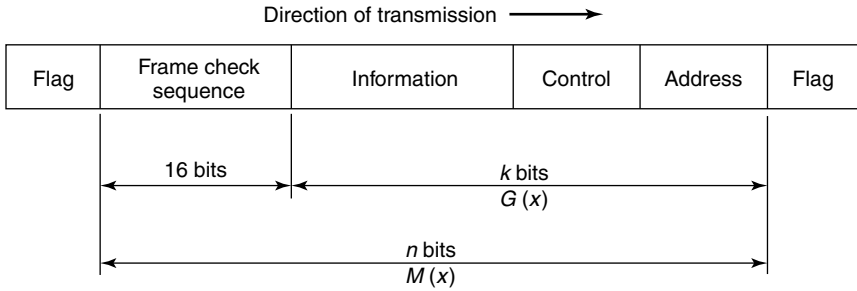 Direction of transmission
Flag
Frame check
sequence
Information
Control
Address
Flag
16 bits
k bits
G (x)
n bits
M (x)